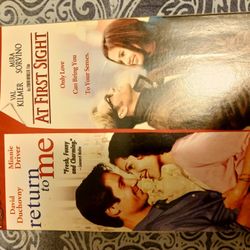 VAL
KILMER
MIRA
SORVINO
AT FIRST SIGHT
Only Love
Can Bring You
To Your Senses.
David
Duchovny
Minnie
Driver
return to
me
"Fresh, Funny
and Charming."